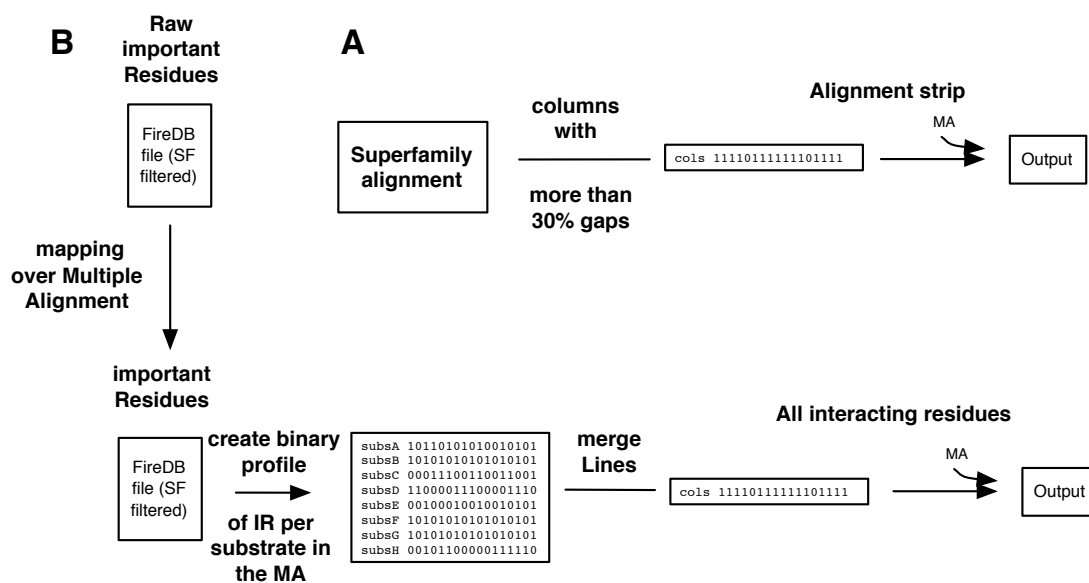 B
Raw
important
Residues
FireDB
file (SF
filtered)
mapping
over Multiple
Alignment
important
Residues
FireDB
file (SF
filtered)
create binary
profile
of IR per
substrate in
the MA
subsA 10110101010010101
subsB 10101010101010101
subsC 00011100110011001
subsD 11000011100001110
subsE 00100010010010101
subsF 10101010101010101
subsG 10101010101010101
subsH 00101100000111110
merge
Lines
cols 11110111111101111
All interacting residues
MA
Output
A
Superfamily
alignment
columns
with
more than
30% gaps
cols 11110111111101111
Alignment strip
MA
Output